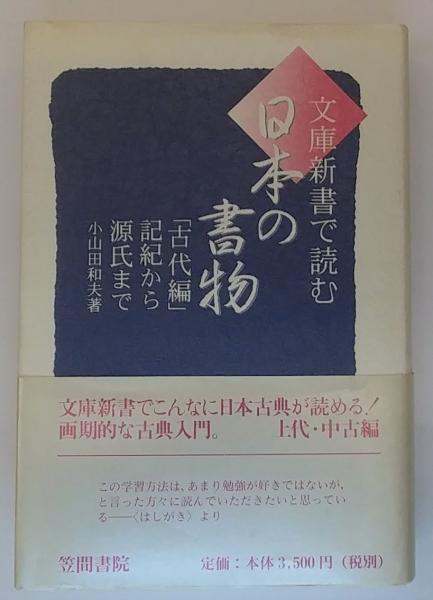 文庫新書で読む
日本の書物
「古代編」
記紀から
源氏まで
小山田和夫著
文庫新書でこんなに日本古典が読める!
画期的な古典入門。 上代・中古編
この学習方法は、あまり勉強が好きではないが、
と言った方々に読んでいただきたいと思ってい
る――〈はしがき〉より
笠間書院 定価：本体3,500円（税別）